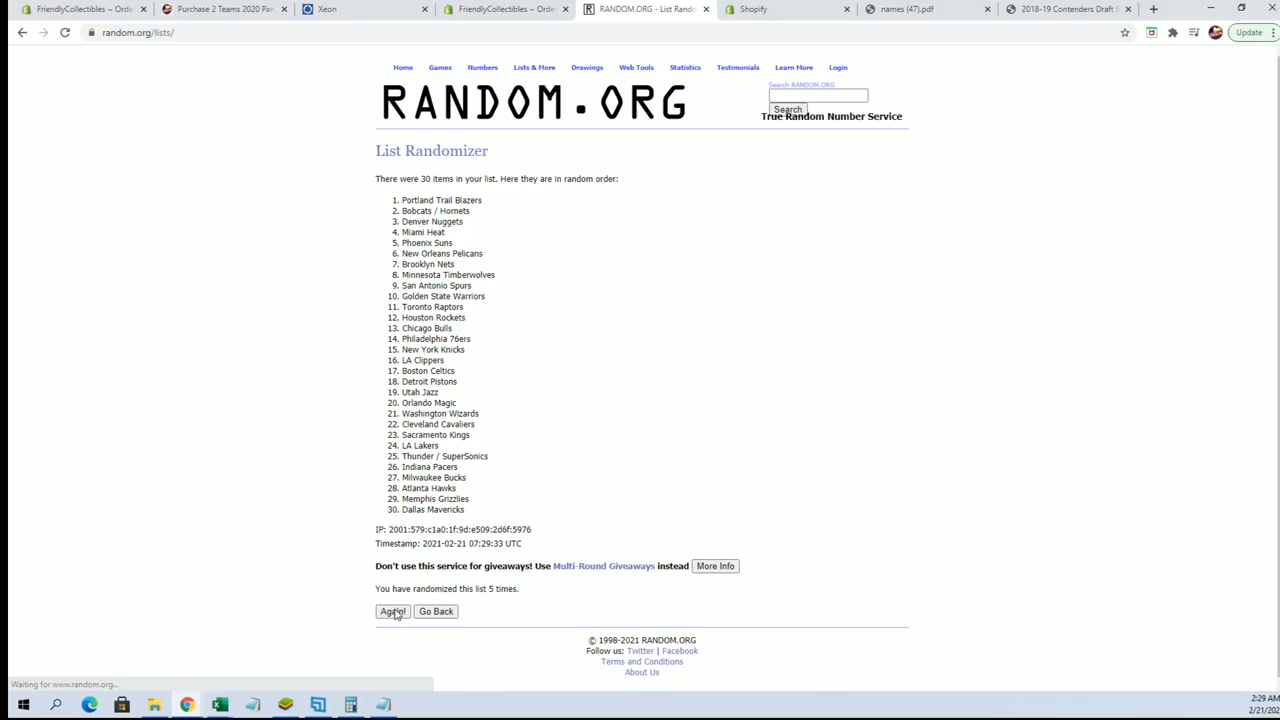 FriendlyCollectibles ~ Orde
Purchase 2 Teams 2020 Pan
Xeon
FriendlyCollectibles ~ Orde
RANDOM.ORG - List Rando
Shopify
names (47).pdf
2018-19 Contenders Draft
random.org/lists/
Update
Home Games Numbers Lists & More Drawings Web Tools Statistics Testimonials Learn More Login
Search RANDOM.ORG
RANDOM.ORG
Search
True Random Number Service
List Randomizer
There were 30 items in your list. Here they are in random order:
1. Portland Trail Blazers
2. Bobcats / Hornets
3. Denver Nuggets
4. Miami Heat
5. Phoenix Suns
6. New Orleans Pelicans
7. Brooklyn Nets
8. Minnesota Timberwolves
9. San Antonio Spurs
10. Golden State Warriors
11. Toronto Raptors
12. Houston Rockets
13. Chicago Bulls
14. Philadelphia 76ers
15. New York Knicks
16. LA Clippers
17. Boston Celtics
18. Detroit Pistons
19. Utah Jazz
20. Orlando Magic
21. Washington Wizards
22. Cleveland Cavaliers
23. Sacramento Kings
24. LA Lakers
25. Thunder / SuperSonics
26. Indiana Pacers
27. Milwaukee Bucks
28. Atlanta Hawks
29. Memphis Grizzlies
30. Dallas Mavericks
IP: 2001:579:c1a0:1f:9d:e509:2d6f:5976
Timestamp: 2021-02-21 07:29:33 UTC
Don't use this service for giveaways! Use Multi-Round Giveaways instead More Info
You have randomized this list 5 times.
Again! Go Back
© 1998-2021 RANDOM.ORG
Follow us: Twitter | Facebook
Terms and Conditions
About Us
Waiting for www.random.org...
2:29 AM
2/21/202